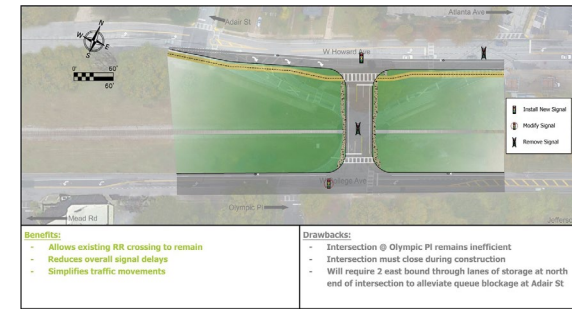 Adair St
Atlanta Ave
N
W
E
S
W Howard Ave
0'
60'
60'
Install New Signal
Modify Signal
Remove Signal
College Ave
Olympic Pl
Mead Rd
Jefferso
Benefits:
- Allows existing RR crossing to remain
- Reduces overall signal delays
- Simplifies traffic movements
Drawbacks:
- Intersection @ Olympic Pl remains inefficient
- Intersection must close during construction
- Will require 2 east bound through lanes of storage at north
end of intersection to alleviate queue blockage at Adair St